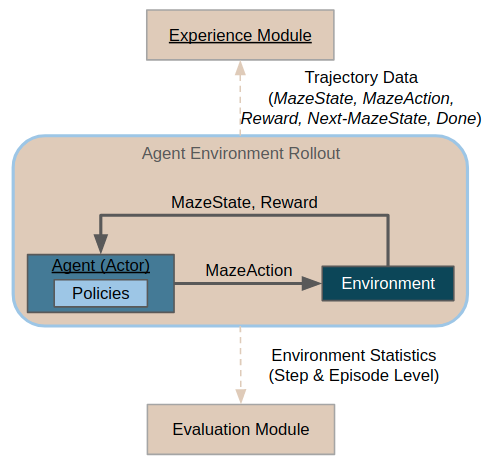 Experience Module
Trajectory Data
(MazeState, MazeAction,
Reward, Next-MazeState, Done)
Agent Environment Rollout
MazeState, Reward
Agent (Actor)
Policies
MazeAction
Environment
Environment Statistics
(Step & Episode Level)
Evaluation Module